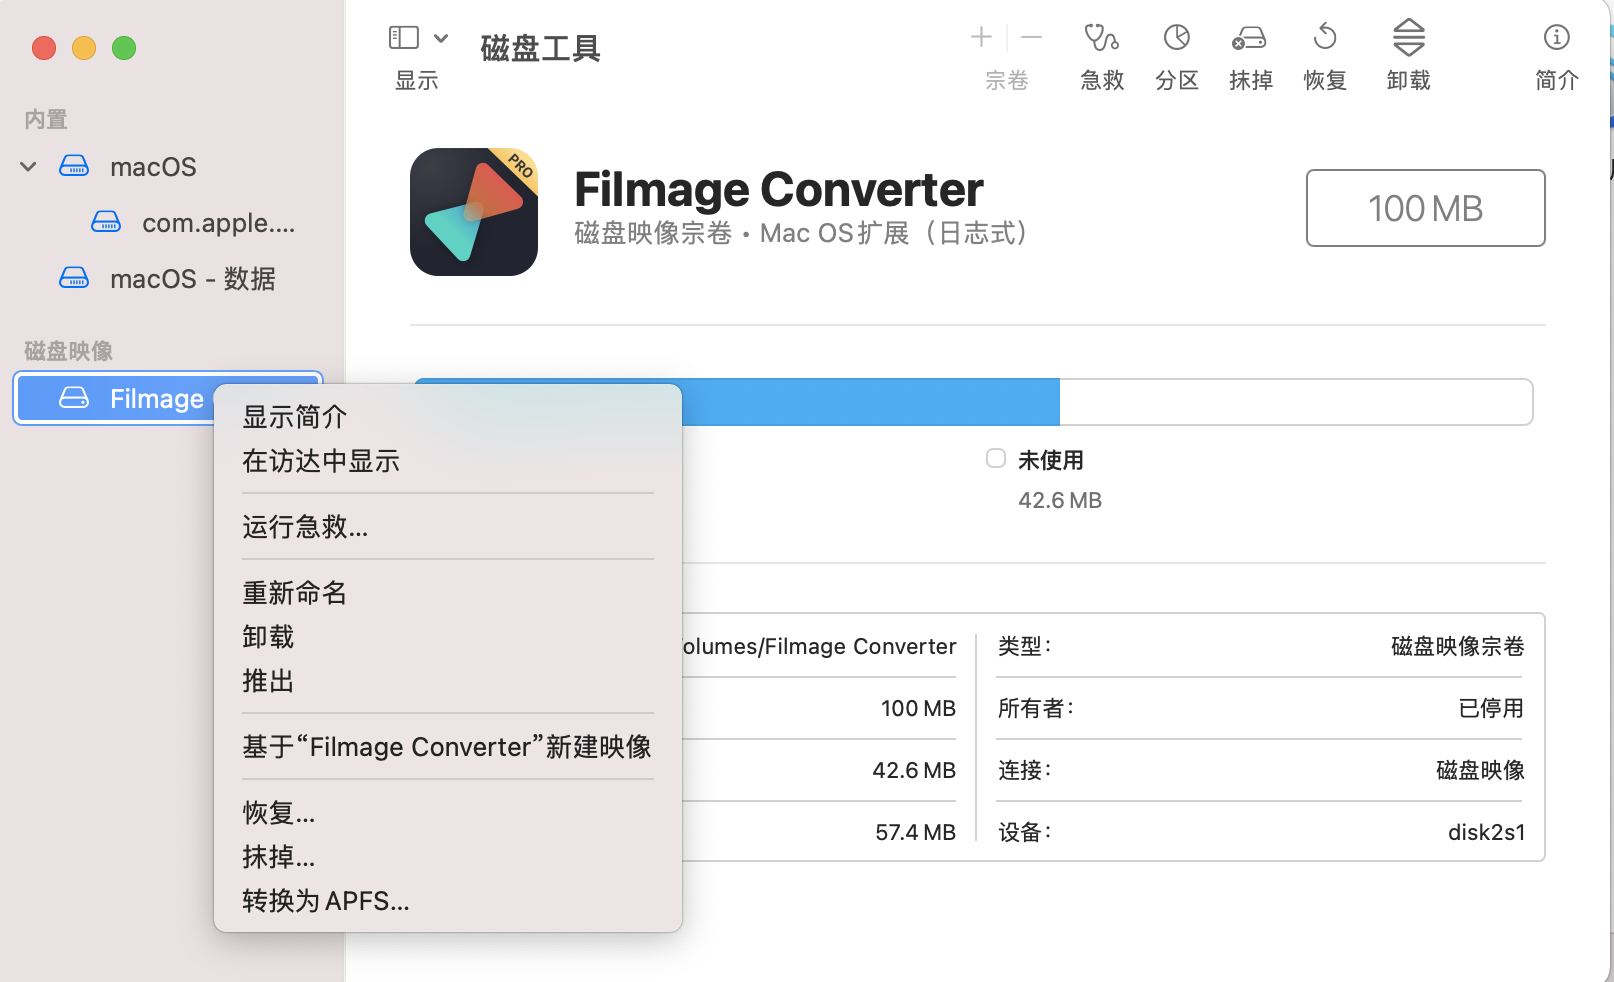 显示
磁盘工具
宗卷
急救
分区
抹掉
恢复
卸载
简介
内置
macOS
com.apple....
macOS - 数据
磁盘映像
Filmage
PRO
Filmage Converter
磁盘映像宗卷 • Mac OS扩展（日志式）
100 MB
未使用
42.6 MB
显示简介
在访达中显示
运行急救...
重新命名
卸载
推出
基于“Filmage Converter”新建映像
恢复...
抹掉...
转换为 APFS...
olumes/Filmage Converter
100 MB
42.6 MB
57.4 MB
类型：
磁盘映像宗卷
所有者：
已停用
连接：
磁盘映像
设备：
disk2s1